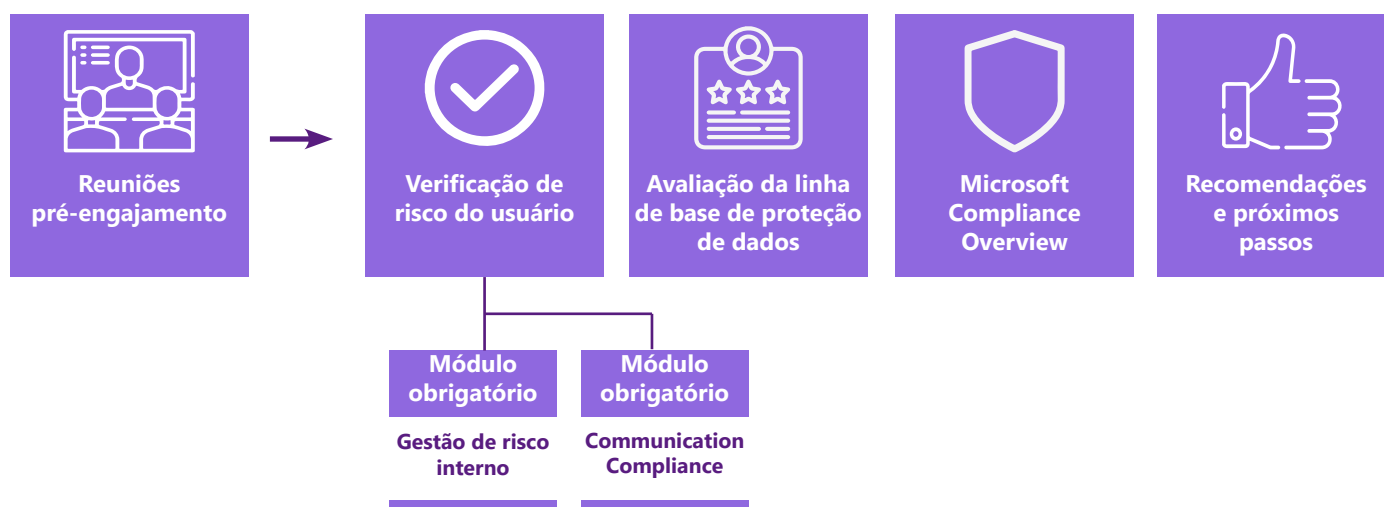 Reuniões
pré-engajamento
Verificação de
risco do usuário
Avaliação da linha
de base de proteção
de dados
Microsoft
Compliance
Overview
Recomendações
e próximos
passos
Módulo
obrigatório
Gestão de risco
interno
Módulo
obrigatório
Communication
Compliance